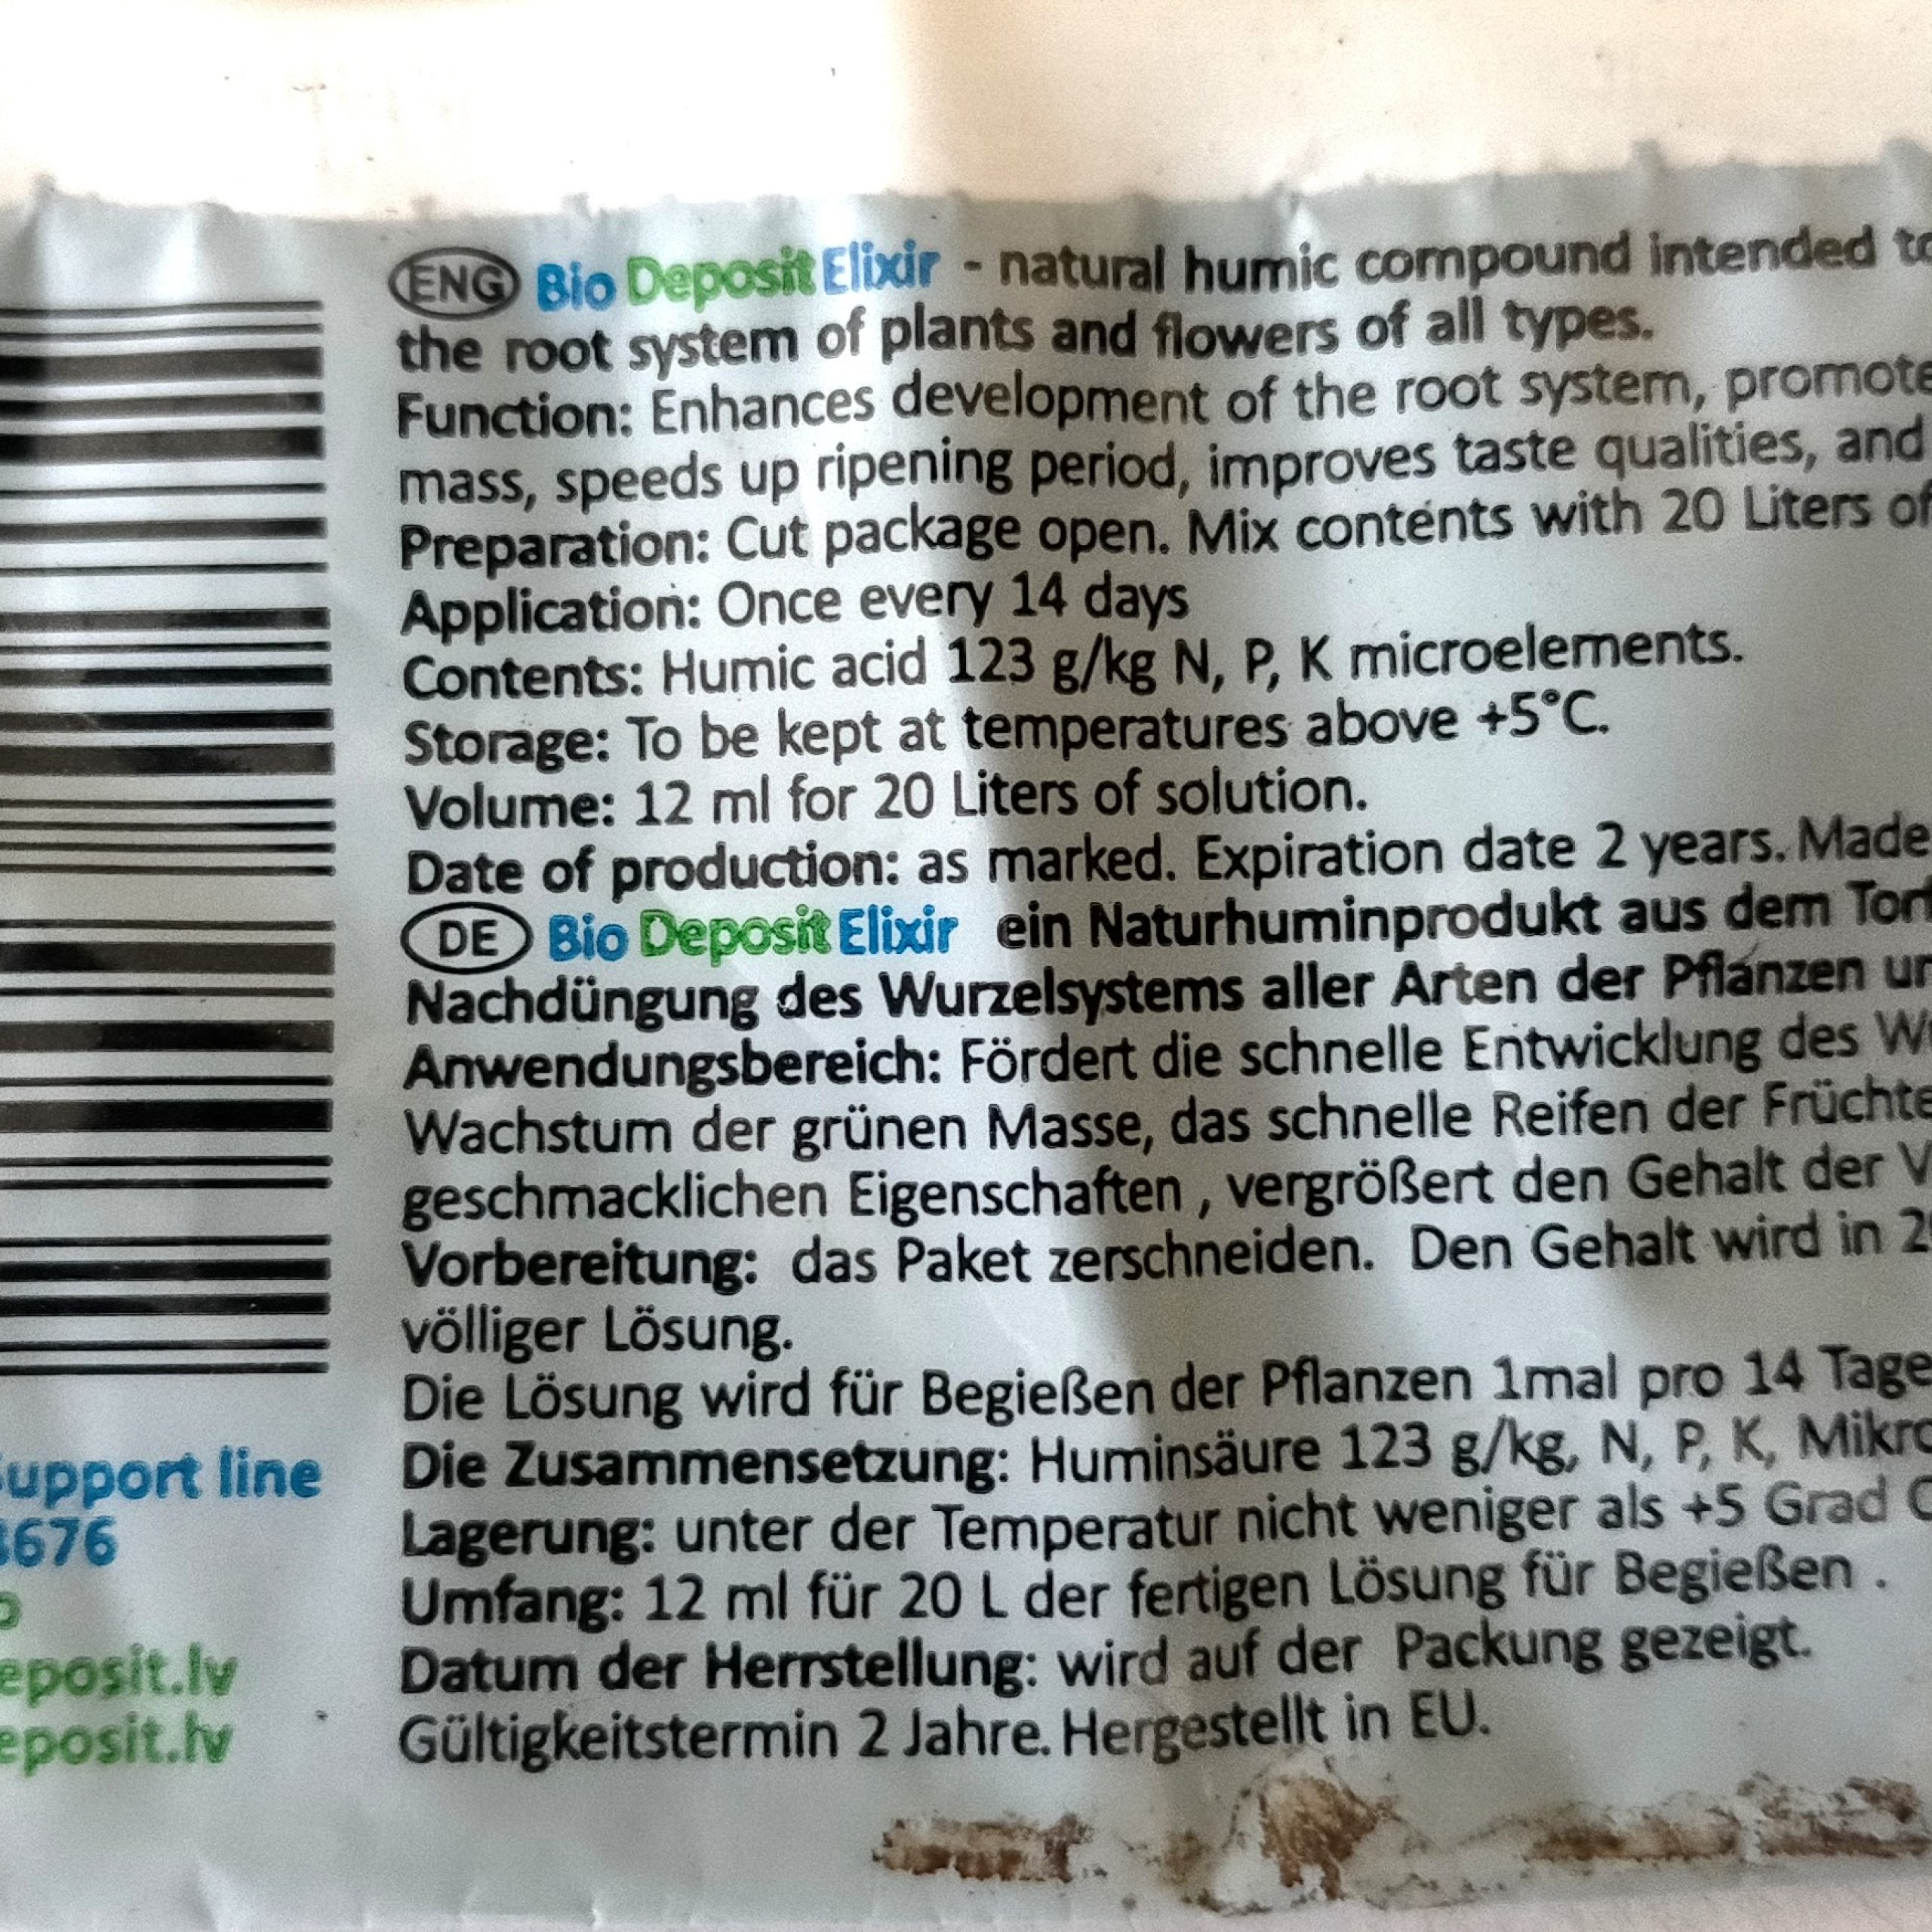 ENG Bio Deposit Elixir - natural humic compound intended
the root system of plants and flowers of all types.
Function: Enhances development of the root system,
mass, speeds up ripening period, improves taste qualities, and
Preparation: Cut package open. Mix contents with 20 Liters of
Application: Once every 14 days
Contents: Humic acid 123 g/kg N, P, K microelements.
Storage: To be kept at temperatures above +5°C.
Volume: 12 ml for 20 Liters of solution.
Date of production: as marked. Expiration date 2 years. Made
DE Bio Deposit Elixir ein Naturhuminprodukt aus dem
Nachdüngung des Wurzelsystems aller Arten der Pflanzen
Anwendungsbereich: Fördert die schnelle Entwicklung des
Wachstum der grünen Masse, das schnelle Reifen der Früchte
geschmacklichen Eigenschaften , vergrößert den Gehalt der
Vorbereitung: das Paket zerschneiden. Den Gehalt wird in
völliger Lösung.
Die Lösung wird für Begießen der Pflanzen 1mal pro 14 Tage
Die Zusammensetzung: Huminsäure 123 g/kg, N, P, K,
Lagerung: unter der Temperatur nicht weniger als +5 Grad
Umfang: 12 ml für 20 L der fertigen Lösung für Begießen .
Datum der Herrstellung: wird auf der Packung gezeigt.
Gültigkeitstermin 2 Jahre. Hergestellt in EU.
upport line
676
eposit.lv
eposit.lv